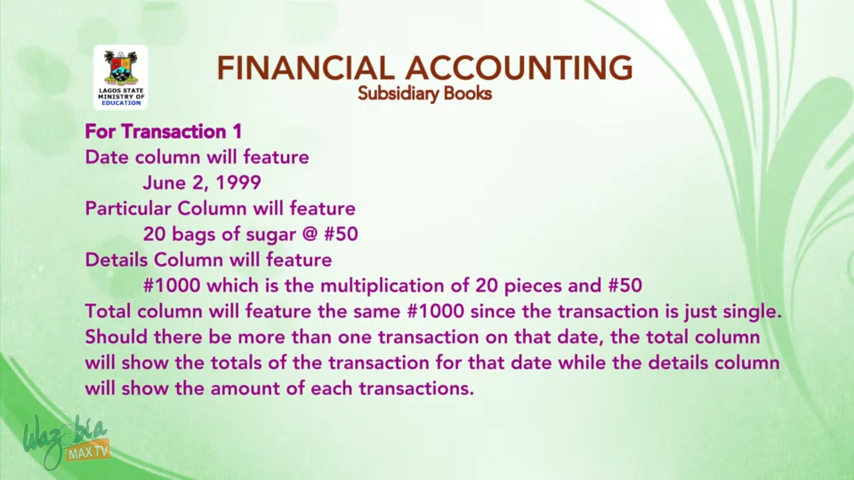 LAGOS STATE
MINISTRY OF
EDUCATION
FINANCIAL ACCOUNTING
Subsidiary Books
For Transaction 1
Date column will feature
June 2, 1999
Particular Column will feature
20 bags of sugar @ #50
Details Column will feature
#1000 which is the multiplication of 20 pieces and #50
Total column will feature the same #1000 since the transaction is just single.
Should there be more than one transaction on that date, the total column
will show the totals of the transaction for that date while the details column
will show the amount of each transactions.
Wazobia
MAX TV